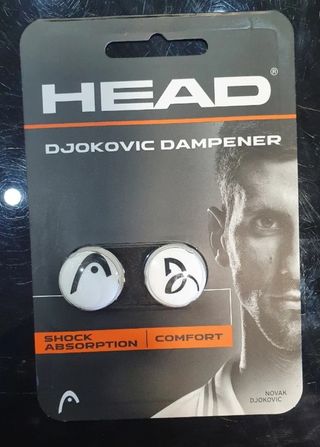 HEAD®
DJOKOVIC DAMPENER
SHOCK
ABSORPTION
COMFORT
NOVAK
DJOKOVIC